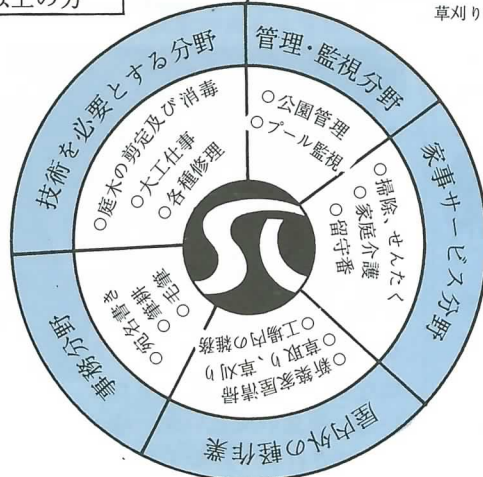 以上の方
草刈り
管理・監視分野
○公園管理
○プール監視
家事サービス分野
○掃除、せんたく
○家庭介護
○留守番
屋内外の軽作業
○新築家屋清掃
○草取り、草刈り
○工場内の雑務
事務分野
○宛名書き
○筆耕
○毛筆
技術を必要とする分野
○庭木の剪定及び消毒
○大工仕事
○各種修理